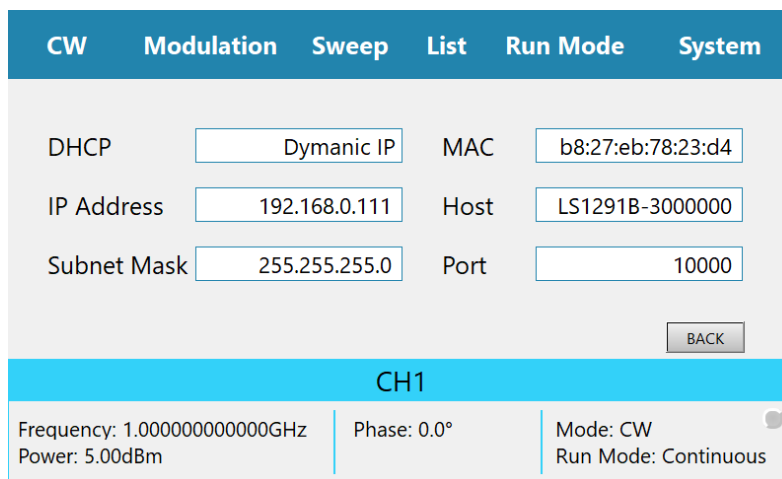 CW Modulation Sweep List Run Mode System
DHCP Dymanic IP MAC b8:27:eb:78:23:d4
IP Address 192.168.0.111 Host LS1291B-3000000
Subnet Mask 255.255.255.0 Port 10000
BACK
CH1
Frequency: 1.000000000000GHz Phase: 0.0° Mode: CW
Power: 5.00dBm Run Mode: Continuous